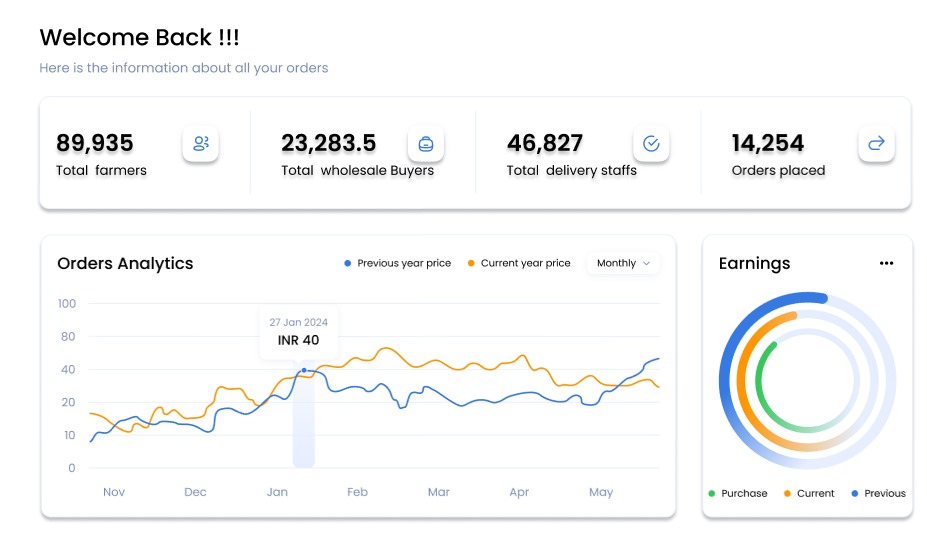 Welcome Back !!!
Here is the information about all your orders
89,935
Total farmers
23,283.5
Total wholesale Buyers
46,827
Total delivery staffs
14,254
Orders placed
Orders Analytics
Previous year price
Current year price
Monthly
100
80
40
20
10
0
27 Jan 2024
INR 40
Nov
Dec
Jan
Feb
Mar
Apr
May
Earnings
Purchase
Current
Previous